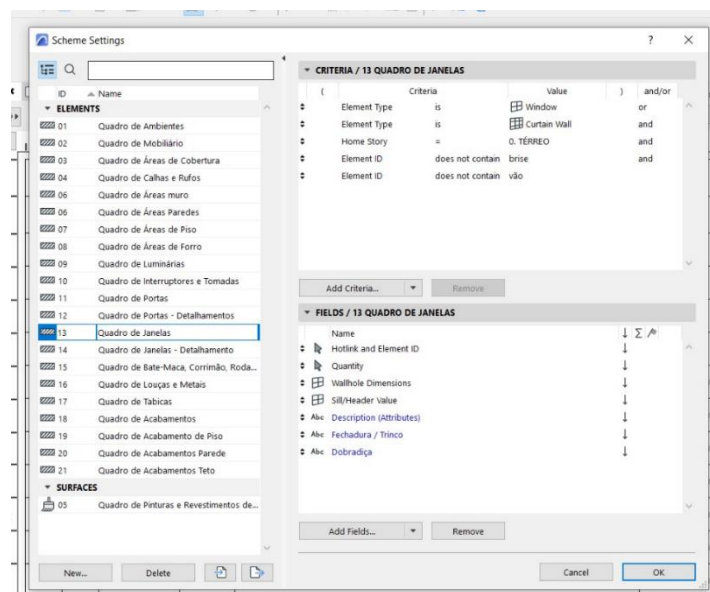 Scheme Settings
?
ID Name
ELEMENTS
01 Quadro de Ambientes
02 Quadro de Mobiliário
03 Quadro de Áreas de Cobertura
04 Quadro de Calhas e Rufos
06 Quadro de Áreas muro
06 Quadro de Áreas Paredes
07 Quadro de Áreas de Piso
08 Quadro de Áreas de Forro
09 Quadro de Luminárias
10 Quadro de Interruptores e Tomadas
11 Quadro de Portas
12 Quadro de Portas - Detalhamentos
13 Quadro de Janelas
14 Quadro de Janelas - Detalhamento
15 Quadro de Bate-Maca, Corrimão, Roda...
16 Quadro de Louças e Metais
17 Quadro de Tabicas
18 Quadro de Acabamentos
19 Quadro de Acabamento de Piso
20 Quadro de Acabamentos Parede
21 Quadro de Acabamentos Teto
SURFACES
05 Quadro de Pinturas e Revestimentos de...
New... Delete
CRITERIA / 13 QUADRO DE JANELAS
( Criteria Value ) and/or
Element Type is Window or
Element Type is Curtain Wall and
Home Story = 0. TÉRREO and
Element ID does not contain brise and
Element ID does not contain vão
Add Criteria... Remove
FIELDS / 13 QUADRO DE JANELAS
Name ↓ Σ
Hotlink and Element ID ↓
Quantity ↓
Wallhole Dimensions ↓
Sill/Header Value ↓
Abc Description (Attributes) ↓
Abc Fechadura / Trinco ↓
Abc Dobradiça ↓
Add Fields... Remove
Cancel OK